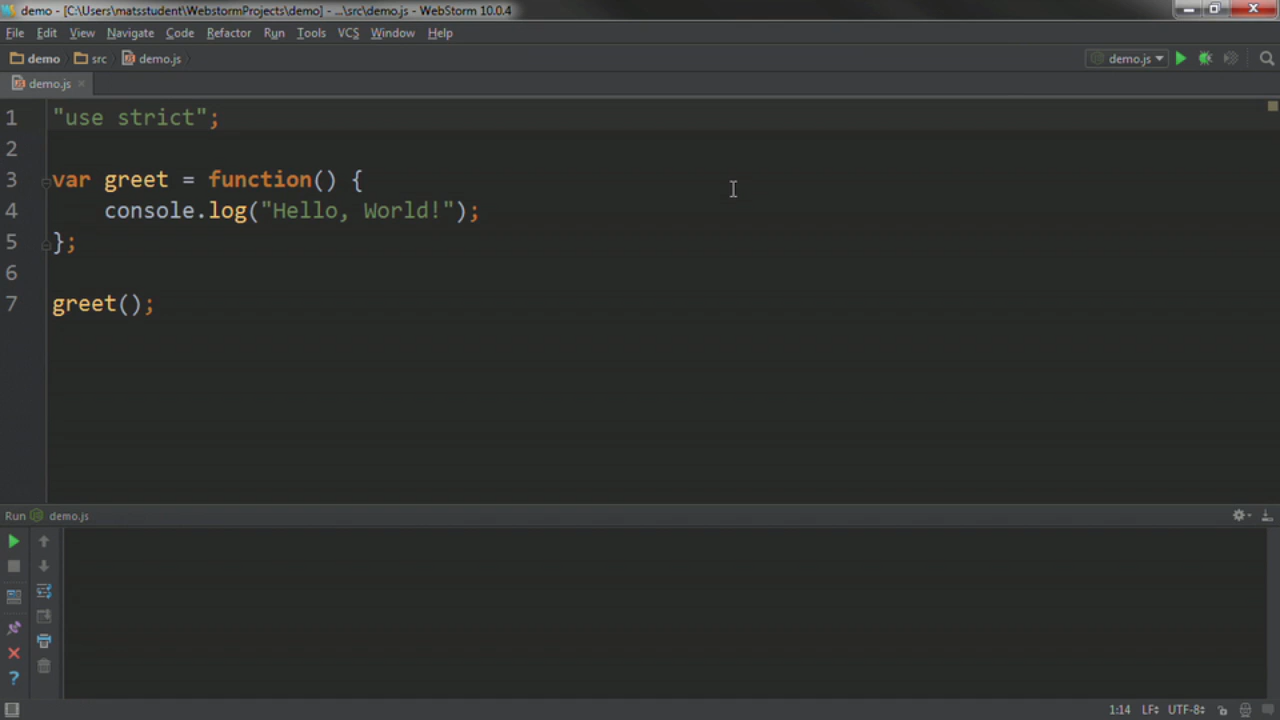 demo - [C:\Users\matsstudent\WebstormProjects\demo] - ...\src\demo.js - WebStorm 10.0.4
File Edit View Navigate Code Refactor Run Tools VCS Window Help
demo src demo.js demo.js
demo.js
1 "use strict";
2
3 var greet = function() {
4     console.log("Hello, World!");
5 };
6
7 greet();
Run demo.js
?
1:14 LF UTF-8